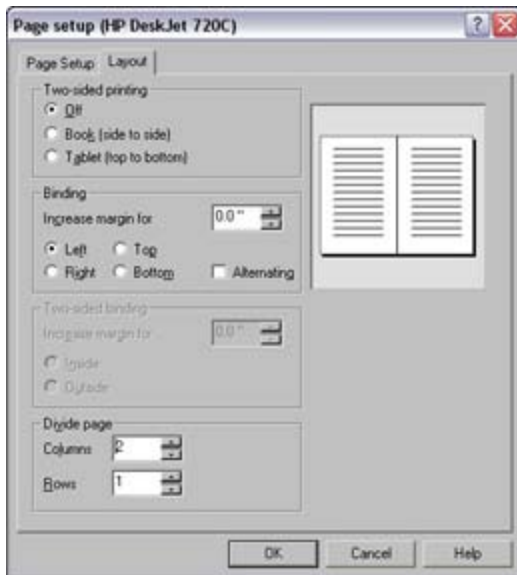 Page setup (HP DeskJet 720C)
Page Setup Layout
Two-sided printing
Off
Book (side to side)
Tablet (top to bottom)
Binding
Increase margin for 0.0 "
Left Top
Right Bottom Alternating
Two-sided binding
Increase margin for 0.0 "
Inside
Outside
Divide page
Columns 2
Rows 1
OK Cancel Help